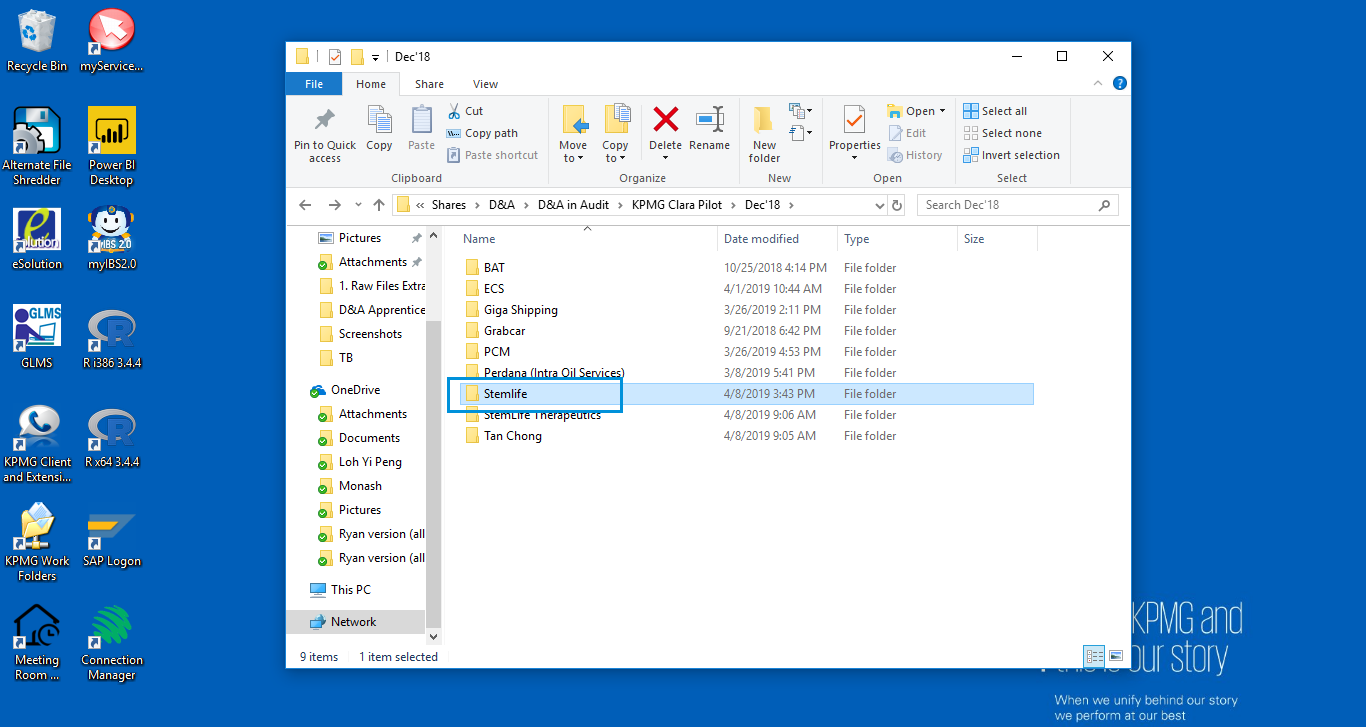 Recycle Bin
myService...
Alternate File
Shredder
Power BI
Desktop
eSolution
myIBS2.0
GLMS
GLMS
R i386 3.4.4
KPMG Client
and Extensi...
R x64 3.4.4
KPMG Work
Folders
SAP Logon
Meeting
Room ...
Connection
Manager
Dec'18
File
Home
Share
View
Pin to Quick
access
Copy
Paste
Cut
Copy path
Paste shortcut
Clipboard
Move
to
Copy
to
Delete
Rename
Organize
New
folder
New
Properties
Open
Edit
History
Open
Select all
Select none
Invert selection
Select
« Shares > D&A > D&A in Audit > KPMG Clara Pilot > Dec'18 >
Search Dec'18
Pictures
Attachments
1. Raw Files Extra
D&A Apprentice
Screenshots
TB
OneDrive
Attachments
Documents
Loh Yi Peng
Monash
Pictures
Ryan version (all
Ryan version (all
This PC
Network
Name Date modified Type Size
BAT 10/25/2018 4:14 PM File folder
ECS 4/1/2019 10:44 AM File folder
Giga Shipping 3/26/2019 2:11 PM File folder
Grabcar 9/21/2018 6:42 PM File folder
PCM 3/26/2019 4:53 PM File folder
Perdana (Intra Oil Services) 3/8/2019 5:41 PM File folder
Stemlife 4/8/2019 3:43 PM File folder
StemLife Therapeutics 4/8/2019 9:06 AM File folder
Tan Chong 4/8/2019 9:05 AM File folder
9 items 1 item selected
KPMG and
this is our story
When we unify behind our story
we perform at our best